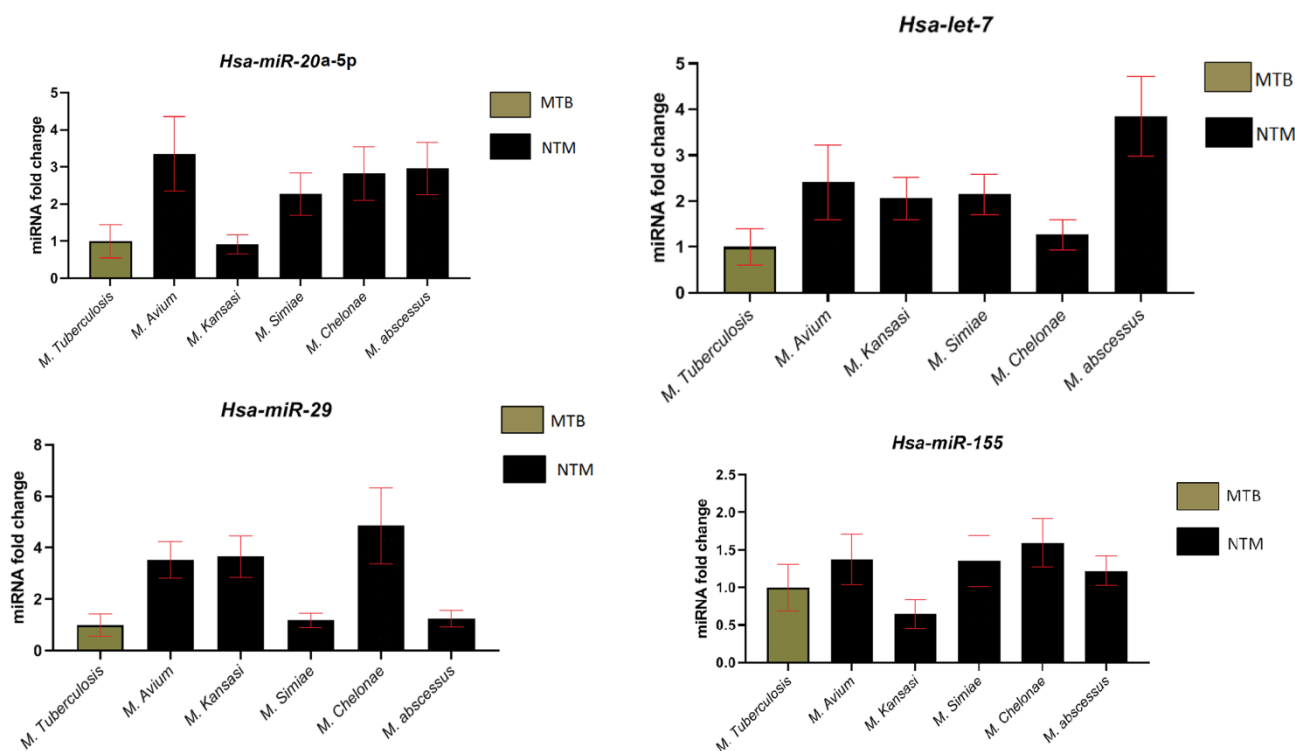 Hsa-miR-20a-5p
miRNA fold change
5
4
3
2
1
0
M. Tuberculosis
M. Avium
M. Kansasi
M. Simiae
M. Chelonae
M. abscessus
MTB
NTM
Hsa-let-7
miRNA fold change
5
4
3
2
1
0
M. Tuberculosis
M. Avium
M. Kansasi
M. Simiae
M. Chelonae
M. abscessus
MTB
NTM
Hsa-miR-29
miRNA fold change
8
6
4
2
0
M. Tuberculosis
M. Avium
M. Kansasi
M. Simiae
M. Chelonae
M. abscessus
MTB
NTM
Hsa-miR-155
miRNA fold change
2.5
2.0
1.5
1.0
0.5
0.0
M. Tuberculosis
M. Avium
M. Kansasi
M. Simiae
M. Chelonae
M. abscessus
MTB
NTM